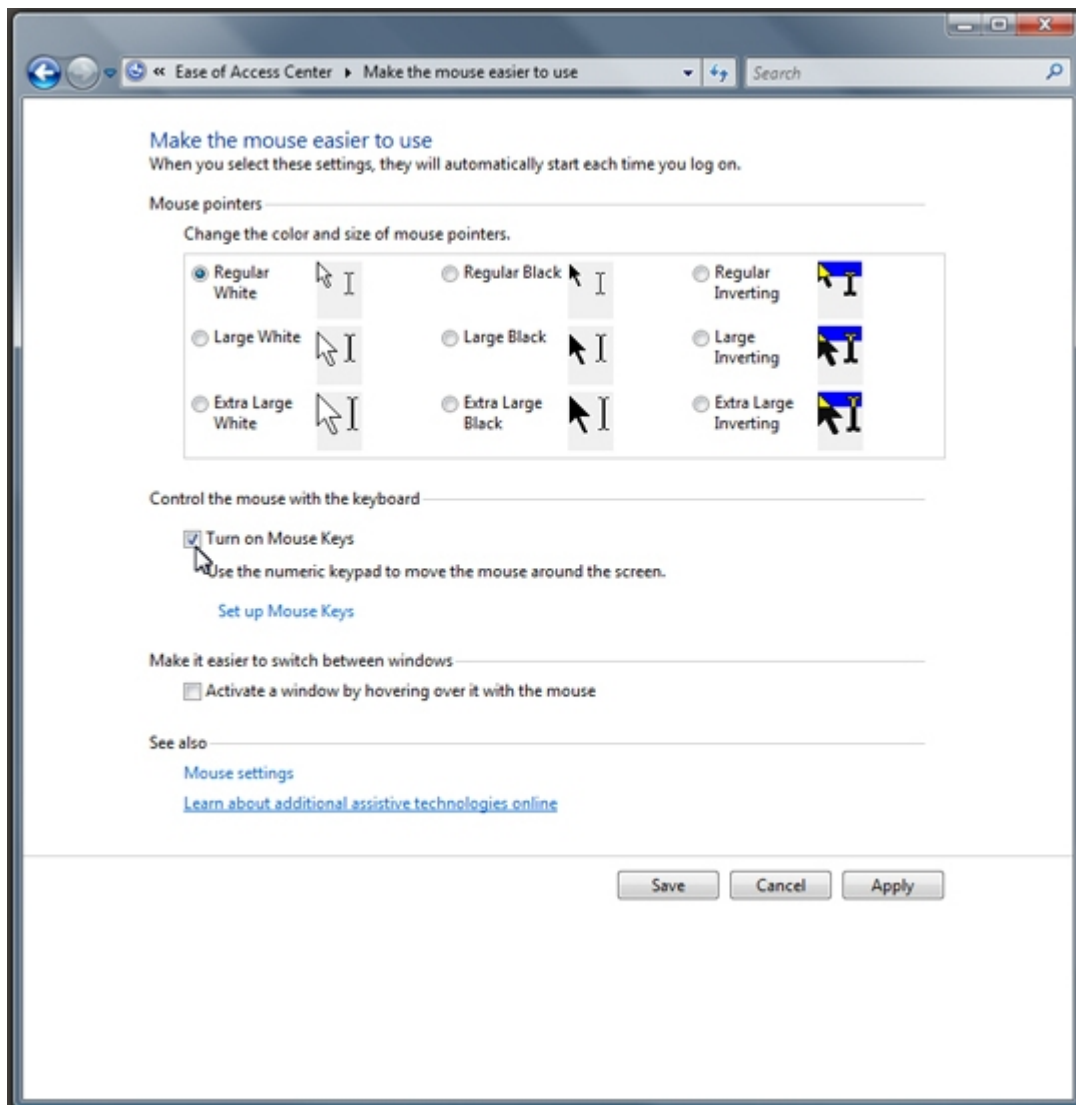 « Ease of Access Center ▸ Make the mouse easier to use
Search
Make the mouse easier to use
When you select these settings, they will automatically start each time you log on.
Mouse pointers
Change the color and size of mouse pointers.
Regular White
Regular Black
Regular Inverting
Large White
Large Black
Large Inverting
Extra Large White
Extra Large Black
Extra Large Inverting
Control the mouse with the keyboard
Turn on Mouse Keys
Use the numeric keypad to move the mouse around the screen.
Set up Mouse Keys
Make it easier to switch between windows
Activate a window by hovering over it with the mouse
See also
Mouse settings
Learn about additional assistive technologies online
Save
Cancel
Apply